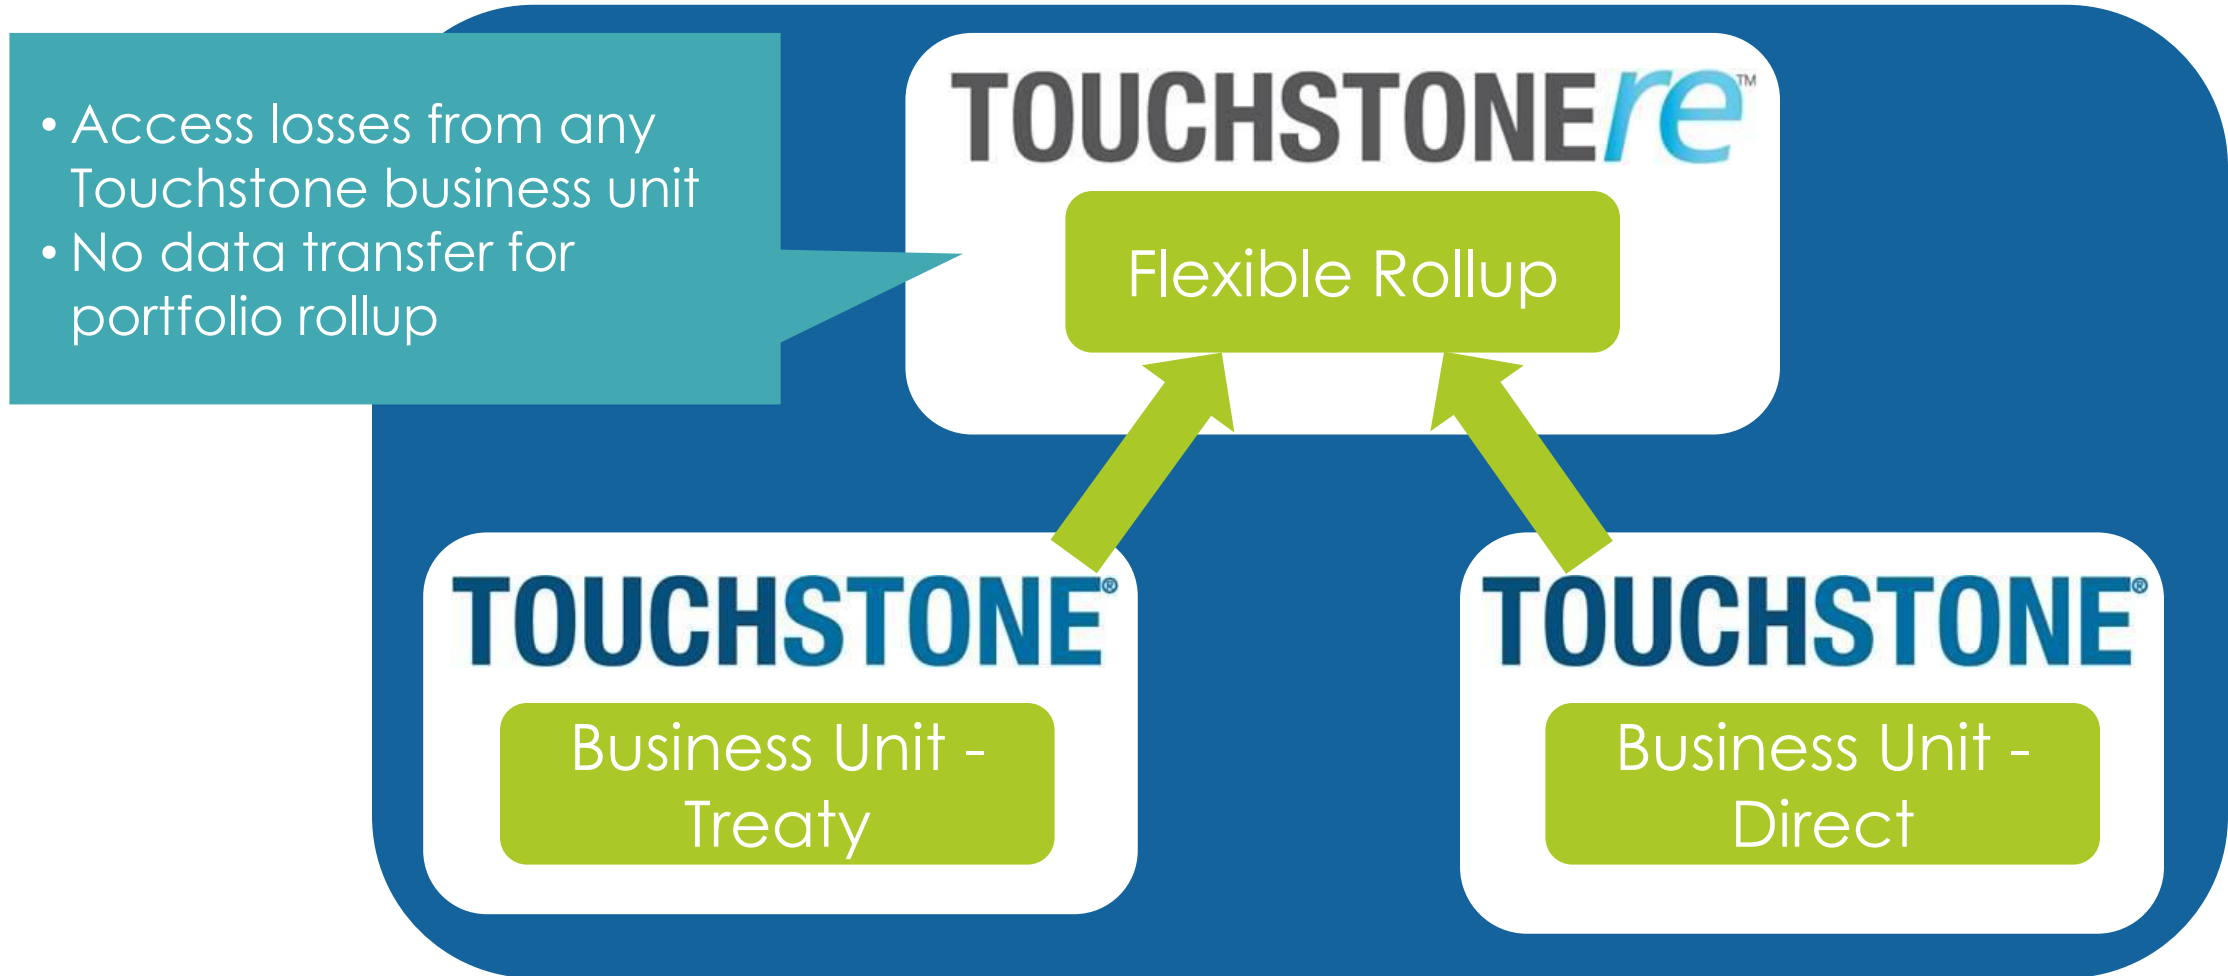 • Access losses from any
Touchstone business unit
• No data transfer for
portfolio rollup
TOUCHSTONEre™
Flexible Rollup
TOUCHSTONE®
Business Unit -
Treaty
TOUCHSTONE®
Business Unit -
Direct